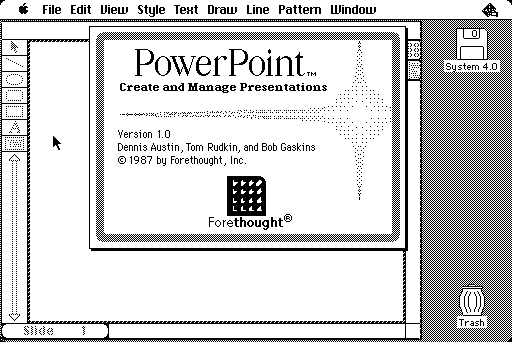 File Edit View Style Text Draw Line Pattern Window
PowerPoint™
Create and Manage Presentations
Version 1.0
Dennis Austin, Tom Rudkin, and Bob Gaskins
© 1987 by Forethought, Inc.
Forethought®
System 4.0
Trash
A
Slide 1